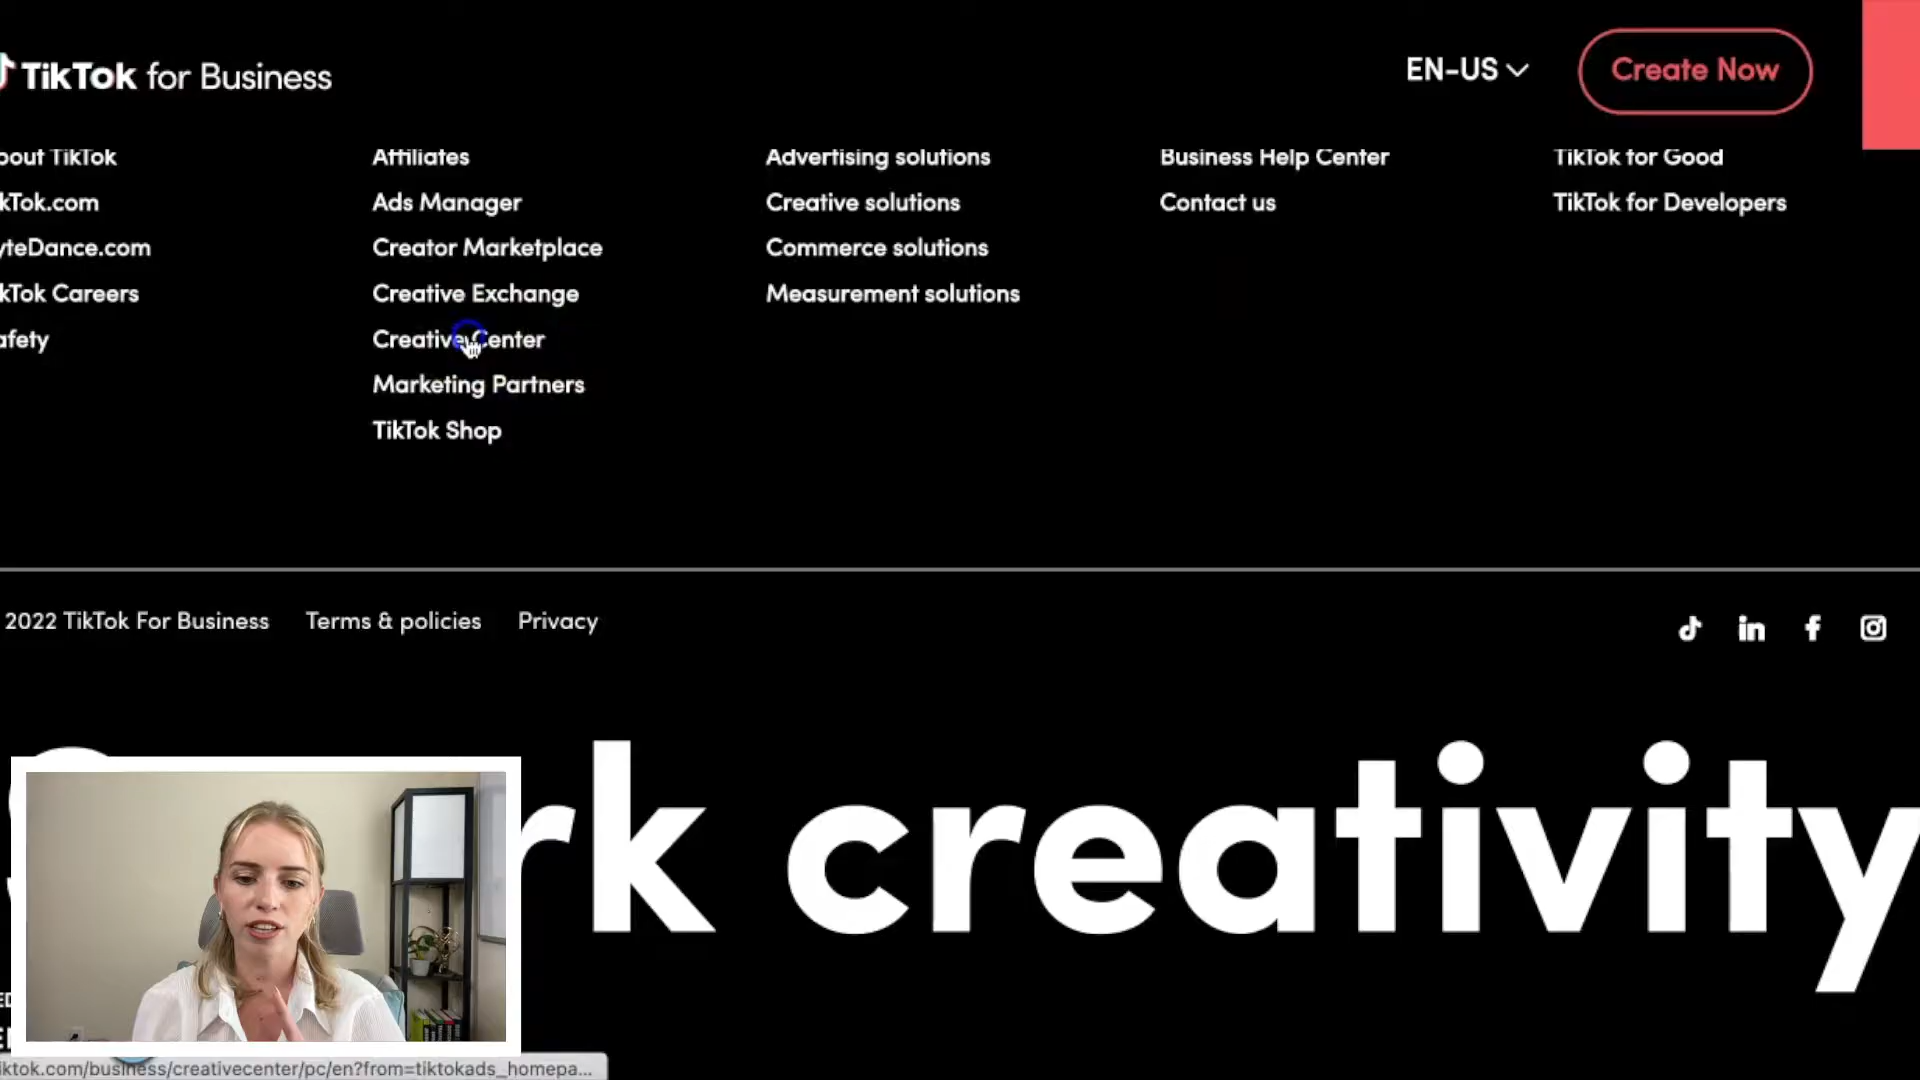 TikTok for Business
EN-US
Create Now
bout TikTok
Affiliates
Advertising solutions
Business Help Center
TikTok for Good
kTok.com
Ads Manager
Creative solutions
Contact us
TikTok for Developers
yteDance.com
Creator Marketplace
Commerce solutions
kTok Careers
Creative Exchange
Measurement solutions
afety
Creative Center
Marketing Partners
TikTok Shop
2022 TikTok For Business
Terms & policies
Privacy
rk creativity
iktok.com/business/creativecenter/pc/en?from=tiktokads_homepa...